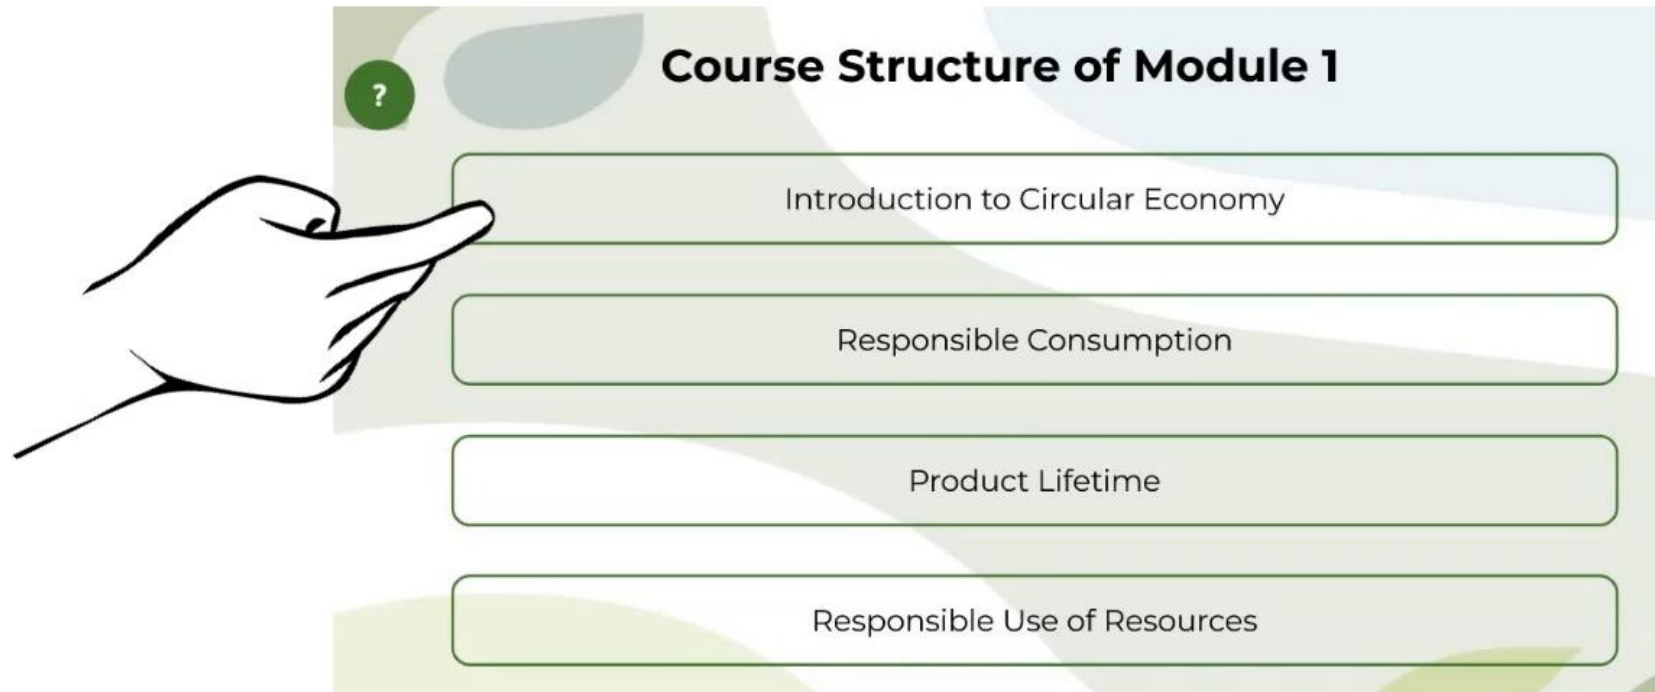 Course Structure of Module 1
?
Introduction to Circular Economy
Responsible Consumption
Product Lifetime
Responsible Use of Resources